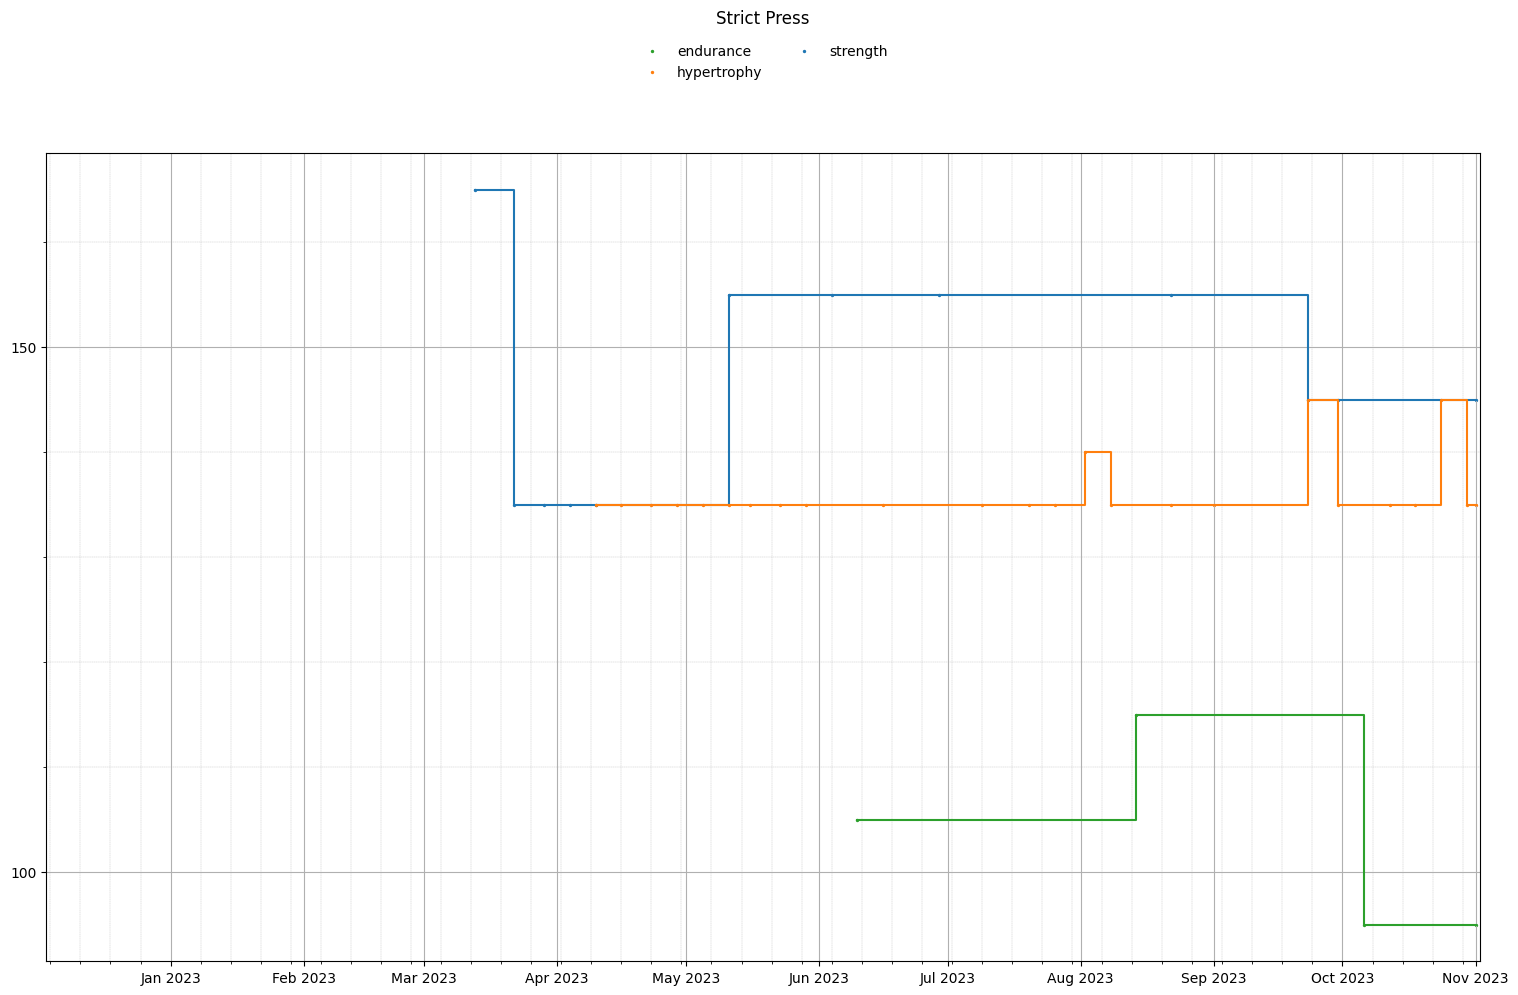 Strict Press
endurance strength
hypertrophy
150
100
Jan 2023 Feb 2023 Mar 2023 Apr 2023 May 2023 Jun 2023 Jul 2023 Aug 2023 Sep 2023 Oct 2023 Nov 2023